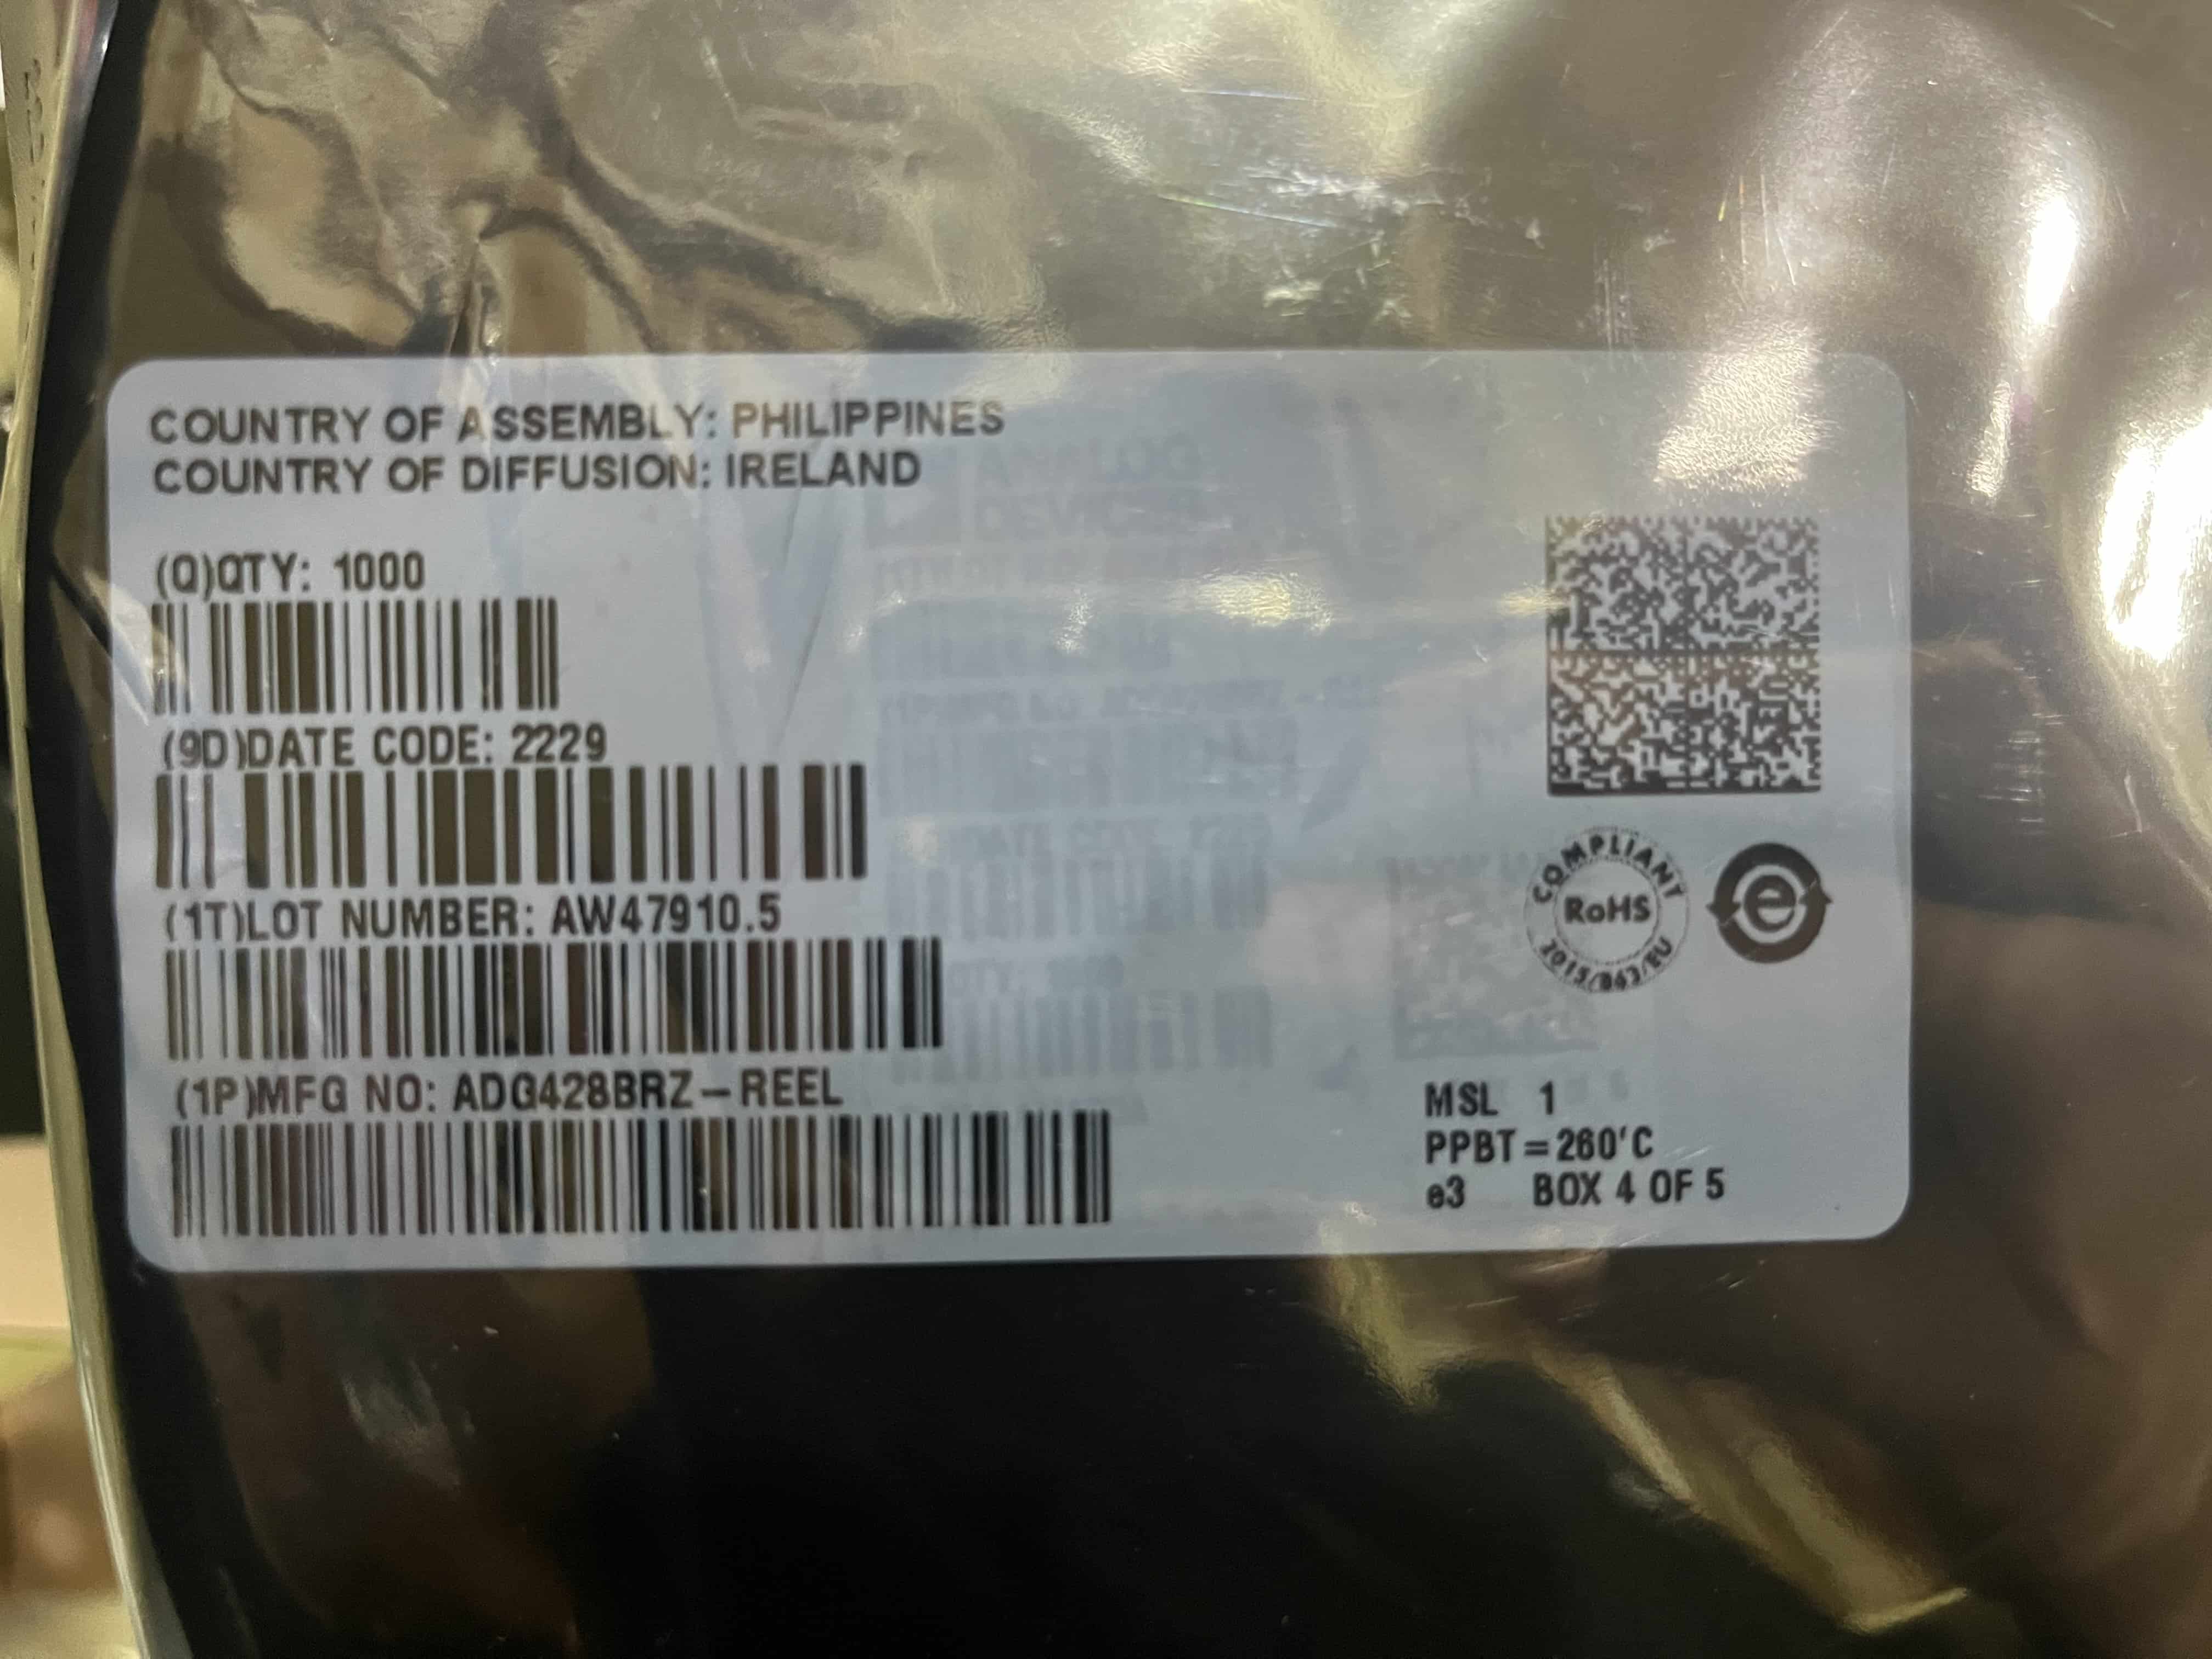 COUNTRY OF ASSEMBLY: PHILIPPINES
COUNTRY OF DIFFUSION: IRELAND
(Q)QTY: 1000
(9D)DATE CODE: 2229
(1T)LOT NUMBER: AW47910.5
(1P)MFG NO: ADG428BRZ-REEL
COMPLIANT
RoHS
2015/863/EU
e
MSL 1
PPBT=260'C
e3 BOX 4 OF 5